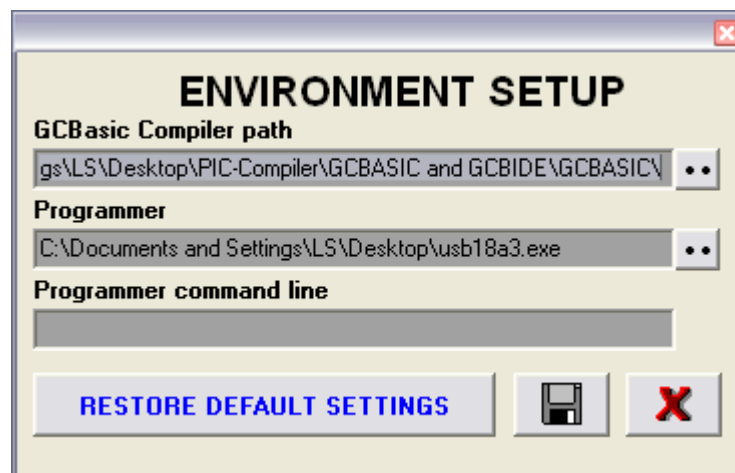 ENVIRONMENT SETUP
GCBasic Compiler path
gs\LS\Desktop\PIC-Compiler\GCBASIC and GCBIDE\GCBASIC\
Programmer
C:\Documents and Settings\LS\Desktop\usb18a3.exe
Programmer command line
RESTORE DEFAULT SETTINGS